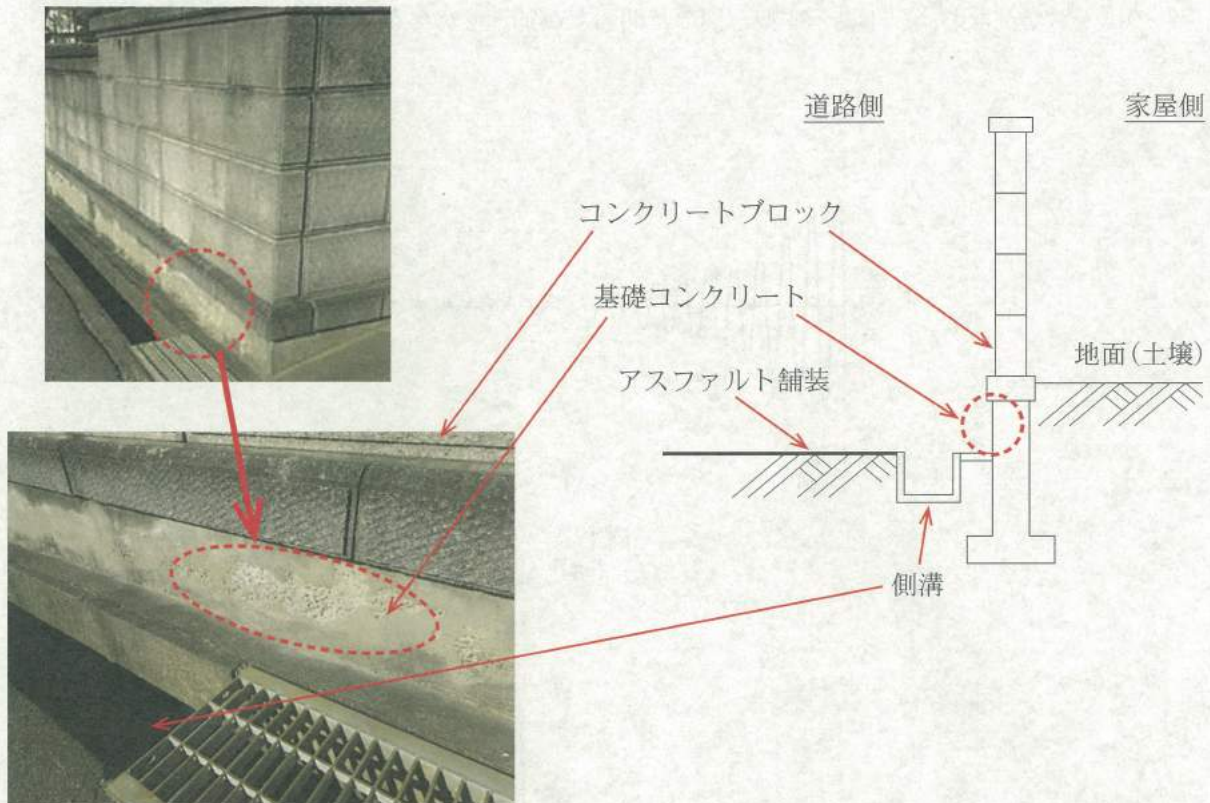 道路側
家屋側
コンクリートブロック
基礎コンクリート
地面(土壌)
アスファルト舗装
側溝